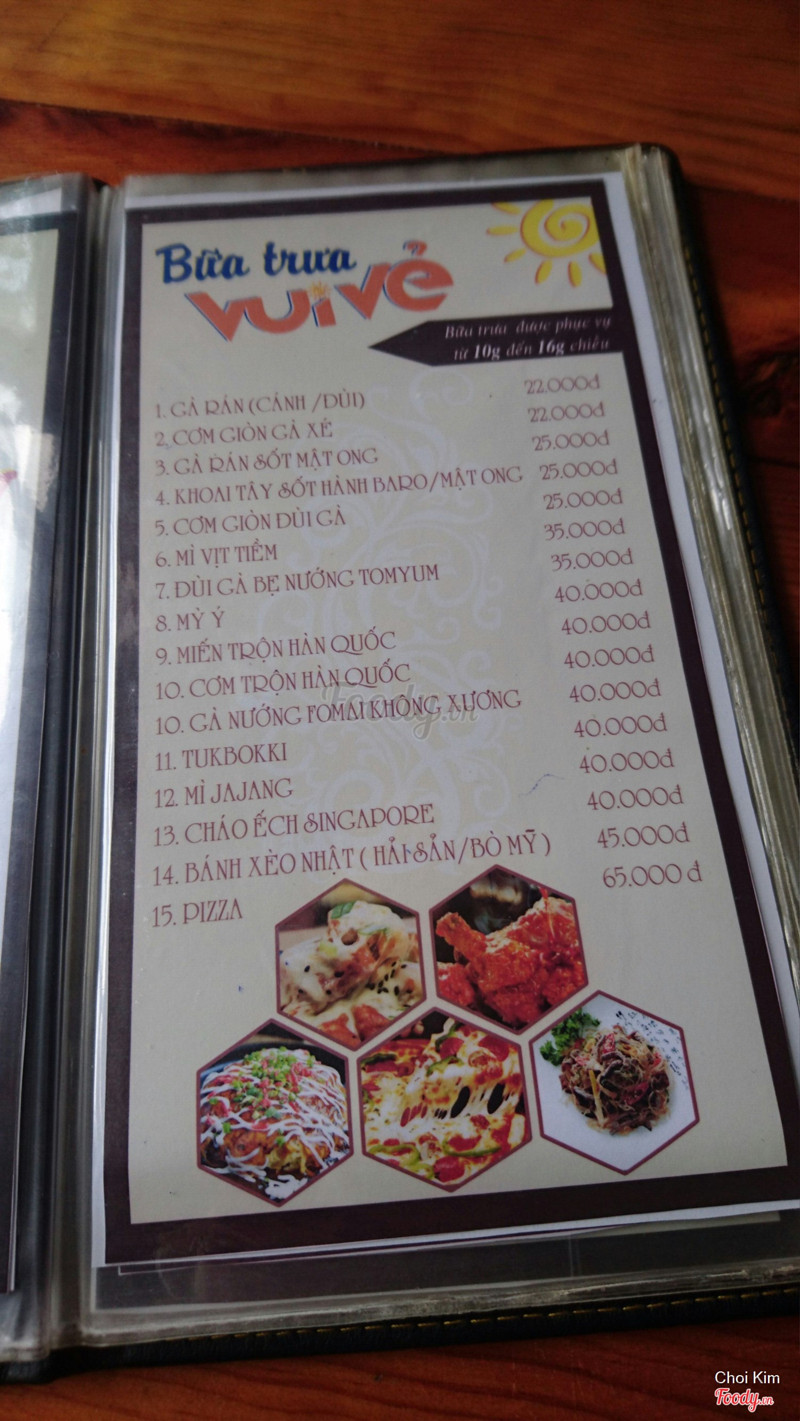 Bữa trưa
VUI VẺ
Bữa trưa được phục vụ
từ 10g đến 16g chiều
1. GÀ RÁN (CÁNH /ĐÙI) 22.000đ
2. CƠM GIÒN GÀ XÉ 22.000đ
3. GÀ RÁN SỐT MẬT ONG 25.000đ
4. KHOAI TÂY SỐT HÀNH BARO/MẬT ONG 25.000đ
5. CƠM GIÒN ĐÙI GÀ 25.000đ
6. MÌ VỊT TIỀM 35.000đ
7. ĐÙI GÀ BẸ NƯỚNG TOMYUM 35.000đ
8. MỲ Ý 40.000đ
9. MIẾN TRỘN HÀN QUỐC 40.000đ
10. CƠM TRỘN HÀN QUỐC 40.000đ
10. GÀ NƯỚNG FOMAI KHÔNG XƯƠNG 40.000đ
11. TUKBOKKI 40.000đ
12. MÌ JAJANG 40.000đ
13. CHÁO ẾCH SINGAPORE 40.000đ
14. BÁNH XÈO NHẬT ( HẢI SẢN/BÒ MỸ ) 45.000đ
15. PIZZA 65.000 đ
Foody.vn
Choi Kim
Foody.vn